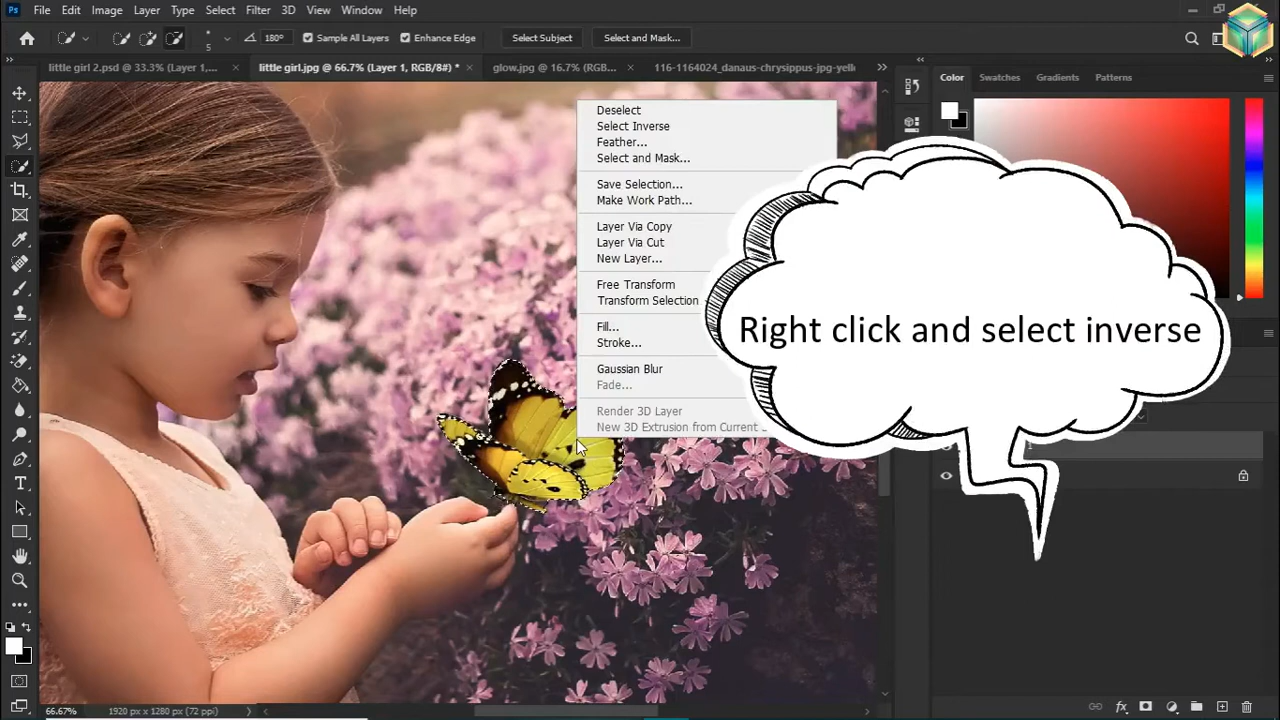 Ps File Edit Image Layer Type Select Filter 3D View Window Help
5 180° Sample All Layers Enhance Edge Select Subject Select and Mask...
little girl 2.psd @ 33.3% (Layer 1,... × little girl.jpg @ 66.7% (Layer 1, RGB/8#) * × glow.jpg @ 16.7% (RGB... × 116-1164024_danaus-chrysippus-jpg-yello
Color Swatches Gradients Patterns
Deselect
Select Inverse
Feather...
Select and Mask...
Save Selection...
Make Work Path...
Layer Via Copy
Layer Via Cut
New Layer...
Free Transform
Transform Selection
Fill...
Stroke...
Gaussian Blur
Fade...
Render 3D Layer
New 3D Extrusion from Current
Right click and select inverse
66.67% 1920 px x 1280 px (72 ppi)